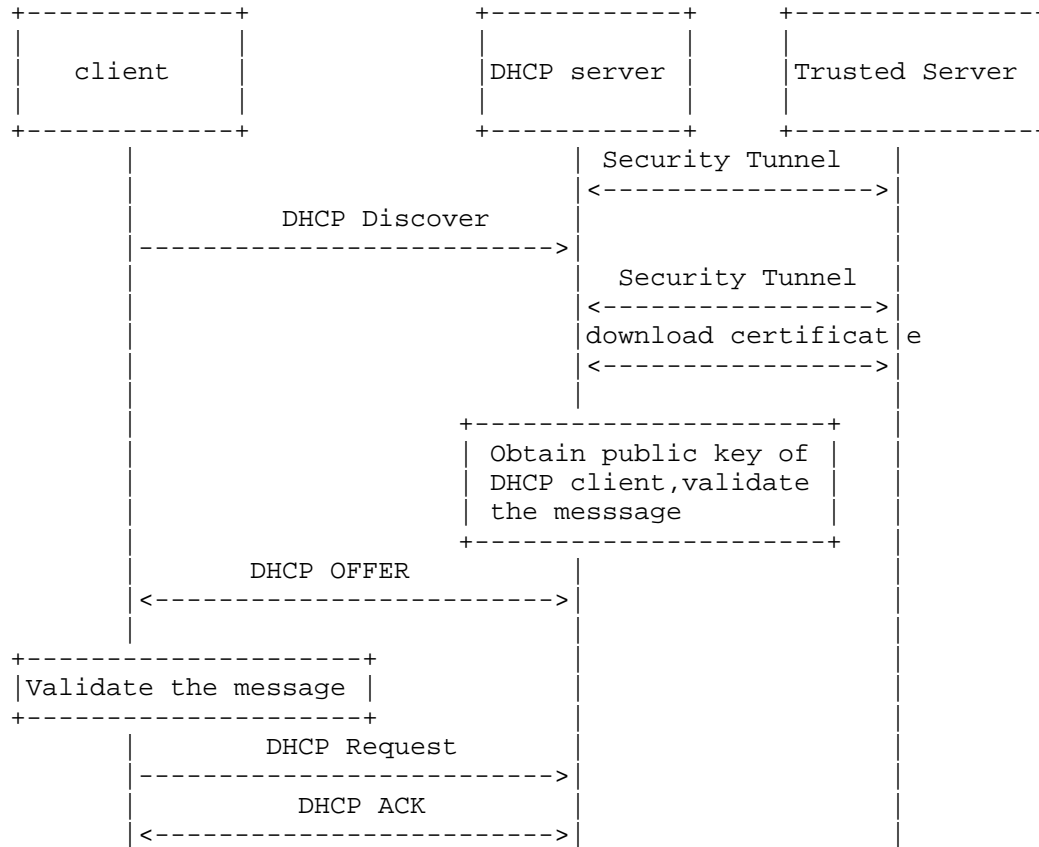 client
DHCP server
Trusted Server
Security Tunnel
DHCP Discover
Security Tunnel
download certificate
Obtain public key of
DHCP client,validate
the messsage
DHCP OFFER
Validate the message
DHCP Request
DHCP ACK